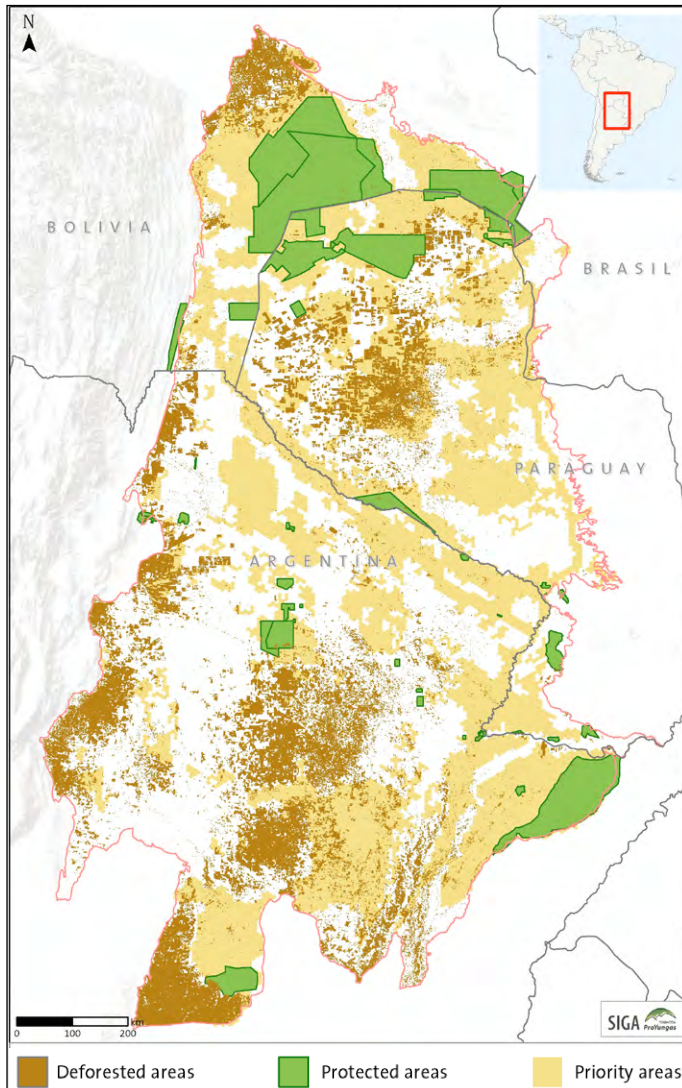 N
BOLIVIA
BRASIL
PARAGUAY
ARGENTINA
0 100 200 km
SIGA
ProYungas
Deforested areas
Protected areas
Priority areas